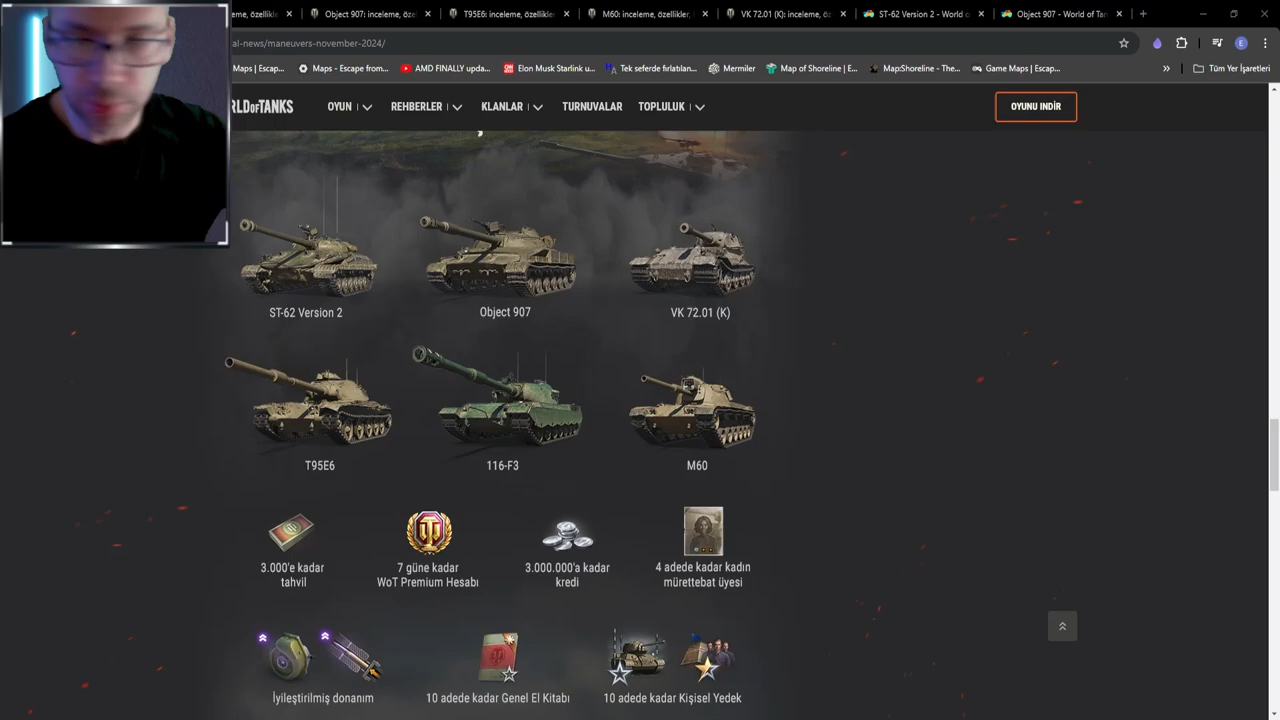 eme, özellikle
Object 907: inceleme, öze
T95E6: inceleme, özellikle
M60: inceleme, özellikler,
VK 72.01 (K): inceleme, öz
ST-62 Version 2 - World o
Object 907 - World of Tan
al-news/maneuvers-november-2024/
E
Maps | Escap...
Maps - Escape from...
AMD FINALLY upda...
Elon Musk Starlink u...
Tek seferde fırlatılan...
Mermiler
Map of Shoreline | E...
Map:Shoreline - The...
Game Maps | Escap...
»
Tüm Yer İşaretleri
RLDOFTANKS
OYUN
REHBERLER
KLANLAR
TURNUVALAR
TOPLULUK
OYUNU İNDİR
ST-62 Version 2
Object 907
VK 72.01 (K)
T95E6
116-F3
M60
3.000'e kadar
tahvil
7 güne kadar
WoT Premium Hesabı
3.000.000'a kadar
kredi
4 adede kadar kadın
mürettebat üyesi
İyileştirilmiş donanım
10 adede kadar Genel El Kitabı
10 adede kadar Kişisel Yedek